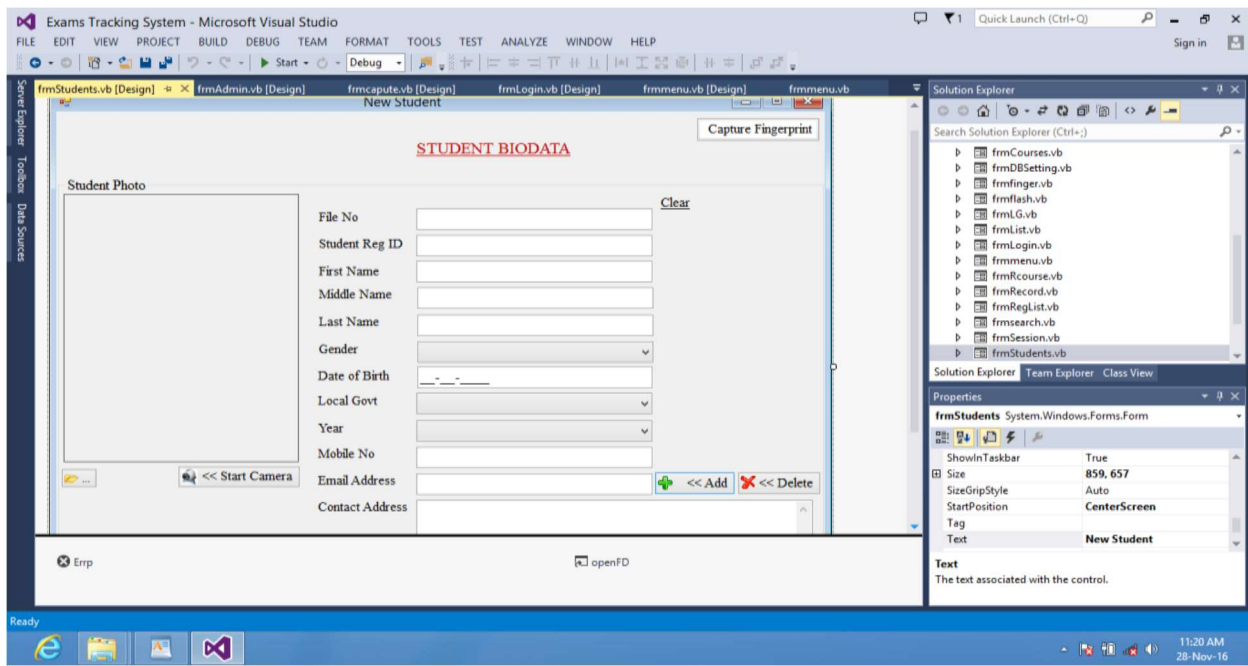 Exams Tracking System - Microsoft Visual Studio
1 Quick Launch (Ctrl+Q)
FILE EDIT VIEW PROJECT BUILD DEBUG TEAM FORMAT TOOLS TEST ANALYZE WINDOW HELP
Sign in
Start Debug
Server Explorer
Toolbox
Data Sources
frmStudents.vb [Design] frmAdmin.vb [Design] frmcapute.vb [Design] frmLogin.vb [Design] frmmenu.vb [Design] frmmenu.vb
New Student
Capture Fingerprint
STUDENT BIODATA
Student Photo
Clear
File No
Student Reg ID
First Name
Middle Name
Last Name
Gender
Date of Birth __-__-____
Local Govt
Year
Mobile No
... << Start Camera
Email Address << Add << Delete
Contact Address
Errp openFD
Solution Explorer
Search Solution Explorer (Ctrl+;)
frmCourses.vb
frmDBSetting.vb
frmfinger.vb
frmflash.vb
frmLG.vb
frmList.vb
frmLogin.vb
frmmenu.vb
frmRcourse.vb
frmRecord.vb
frmRegList.vb
frmsearch.vb
frmSession.vb
frmStudents.vb
Solution Explorer Team Explorer Class View
Properties
frmStudents System.Windows.Forms.Form
ShowInTaskbar True
Size 859, 657
SizeGripStyle Auto
StartPosition CenterScreen
Tag
Text New Student
Text
The text associated with the control.
Ready
11:20 AM
28-Nov-16